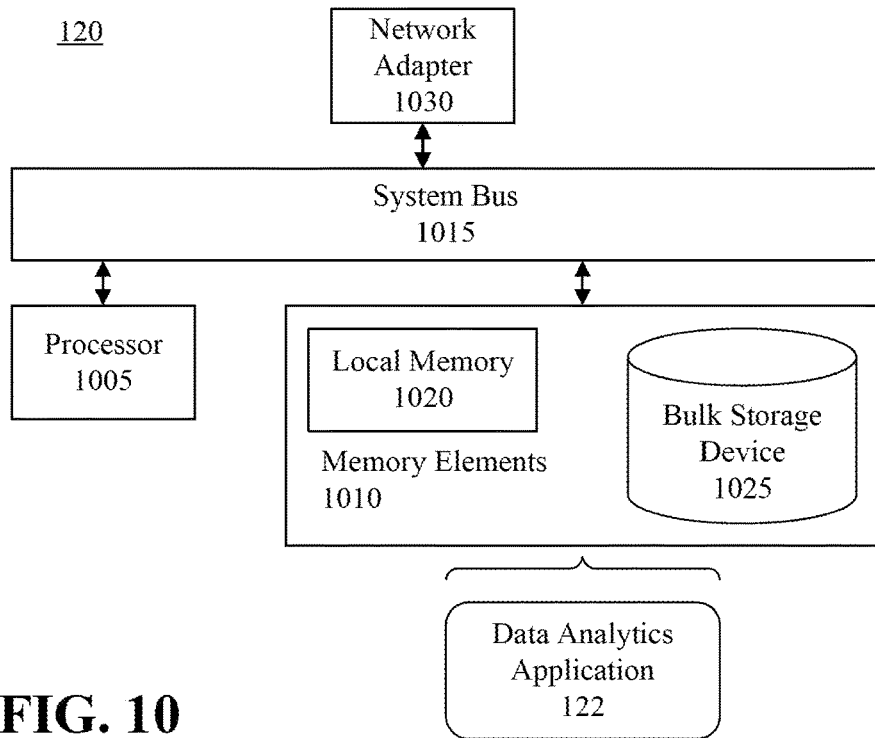 120
Network
Adapter
1030
System Bus
1015
Processor
1005
Local Memory
1020
Memory Elements
1010
Bulk Storage
Device
1025
Data Analytics
Application
122
FIG. 10